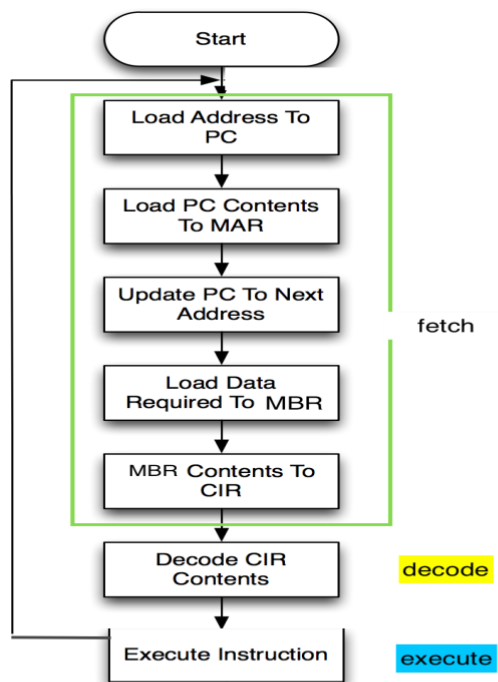 Start
Load Address To
PC
Load PC Contents
To MAR
Update PC To Next
Address
fetch
Load Data
Required To MBR
MBR Contents To
CIR
Decode CIR
Contents
decode
Execute Instruction
execute